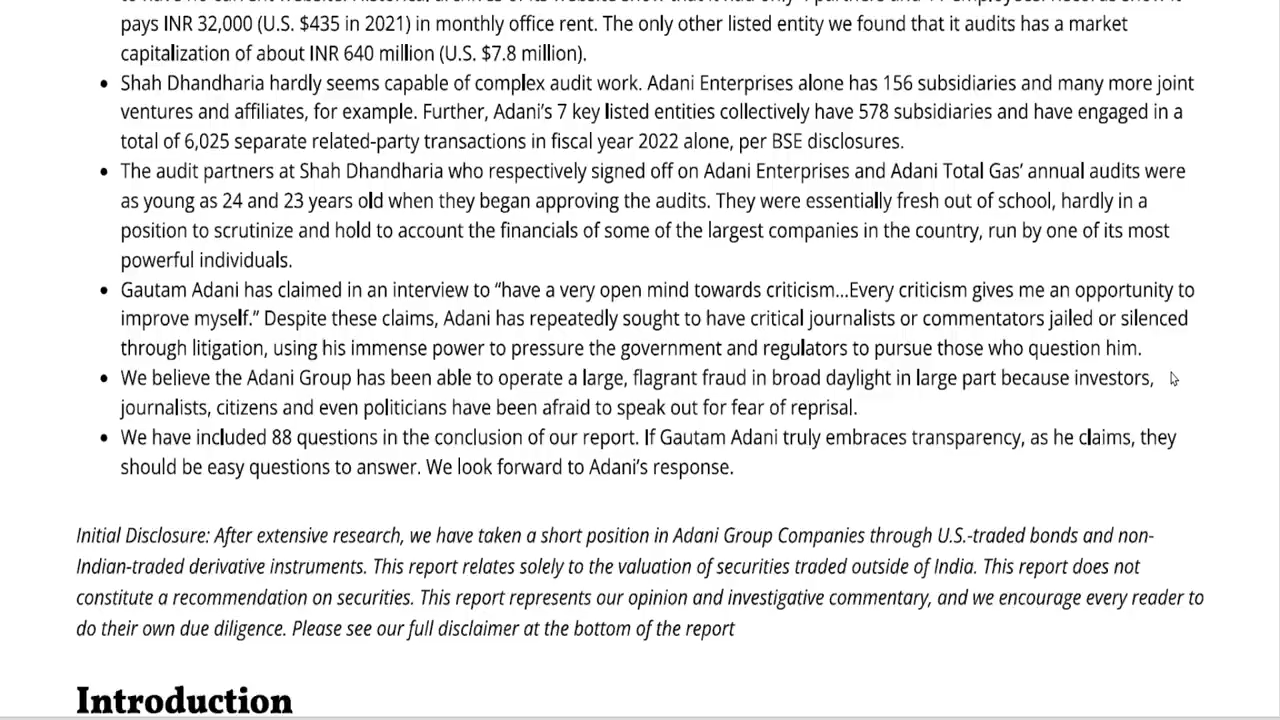 pays INR 32,000 (U.S. $435 in 2021) in monthly office rent. The only other listed entity we found that it audits has a market
capitalization of about INR 640 million (U.S. $7.8 million).
• Shah Dhandharia hardly seems capable of complex audit work. Adani Enterprises alone has 156 subsidiaries and many more joint
ventures and affiliates, for example. Further, Adani’s 7 key listed entities collectively have 578 subsidiaries and have engaged in a
total of 6,025 separate related-party transactions in fiscal year 2022 alone, per BSE disclosures.
• The audit partners at Shah Dhandharia who respectively signed off on Adani Enterprises and Adani Total Gas’ annual audits were
as young as 24 and 23 years old when they began approving the audits. They were essentially fresh out of school, hardly in a
position to scrutinize and hold to account the financials of some of the largest companies in the country, run by one of its most
powerful individuals.
• Gautam Adani has claimed in an interview to “have a very open mind towards criticism…Every criticism gives me an opportunity to
improve myself.” Despite these claims, Adani has repeatedly sought to have critical journalists or commentators jailed or silenced
through litigation, using his immense power to pressure the government and regulators to pursue those who question him.
• We believe the Adani Group has been able to operate a large, flagrant fraud in broad daylight in large part because investors,
journalists, citizens and even politicians have been afraid to speak out for fear of reprisal.
• We have included 88 questions in the conclusion of our report. If Gautam Adani truly embraces transparency, as he claims, they
should be easy questions to answer. We look forward to Adani’s response.
Initial Disclosure: After extensive research, we have taken a short position in Adani Group Companies through U.S.-traded bonds and non-
Indian-traded derivative instruments. This report relates solely to the valuation of securities traded outside of India. This report does not
constitute a recommendation on securities. This report represents our opinion and investigative commentary, and we encourage every reader to
do their own due diligence. Please see our full disclaimer at the bottom of the report
Introduction